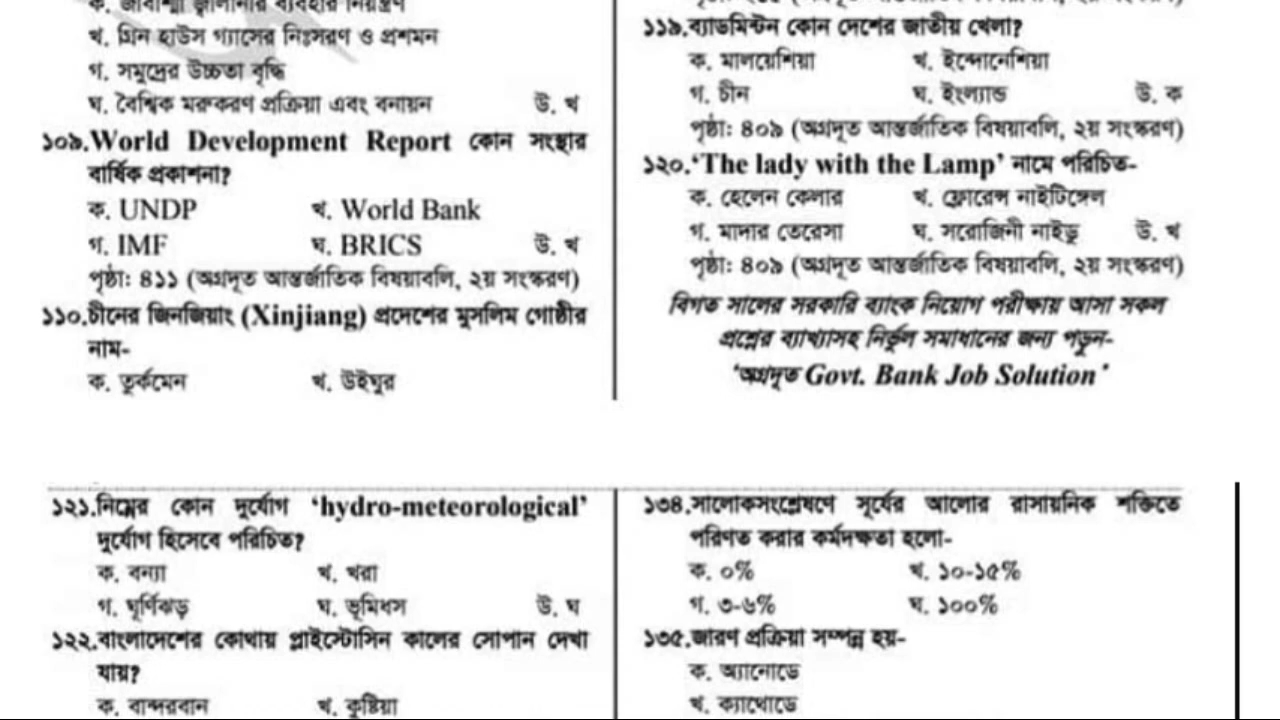 ক. জীবাশ্ম জ্বালানির ব্যবহার নিয়ন্ত্রণ
খ. গ্রিন হাউস গ্যাসের নিঃসরণ ও প্রশমন
গ. সমুদ্রের উচ্চতা বৃদ্ধি
ঘ. বৈশ্বিক মরুকরণ প্রক্রিয়া এবং বনায়ন উ. খ
১০৯.World Development Report কোন সংস্থার
বার্ষিক প্রকাশনা?
ক. UNDP খ. World Bank
গ. IMF ঘ. BRICS উ. খ
পৃষ্ঠা: ৪১১ (অগ্রদূত আন্তর্জাতিক বিষয়াবলি, ২য় সংস্করণ)
১১০.চীনের জিনজিয়াং (Xinjiang) প্রদেশের মুসলিম গোষ্ঠীর
নাম-
ক. তুর্কমেন খ. উইঘুর
১১৯.ব্যাডমিন্টন কোন দেশের জাতীয় খেলা?
ক. মালয়েশিয়া খ. ইন্দোনেশিয়া
গ. চীন ঘ. ইংল্যান্ড উ. ক
পৃষ্ঠা: ৪০৯ (অগ্রদূত আন্তর্জাতিক বিষয়াবলি, ২য় সংস্করণ)
১২০.‘The lady with the Lamp’ নামে পরিচিত-
ক. হেলেন কেলার খ. ফ্লোরেন্স নাইটিঙ্গেল
গ. মাদার তেরেসা ঘ. সরোজিনী নাইডু উ. খ
পৃষ্ঠা: ৪০৯ (অগ্রদূত আন্তর্জাতিক বিষয়াবলি, ২য় সংস্করণ)
বিগত সালের সরকারি ব্যাংক নিয়োগ পরীক্ষায় আসা সকল
প্রশ্নের ব্যাখ্যাসহ নির্ভুল সমাধানের জন্য পড়ুন-
‘অগ্রদূত Govt. Bank Job Solution’
১২১.নিম্নের কোন দুর্যোগ ‘hydro-meteorological’
দুর্যোগ হিসেবে পরিচিত?
ক. বন্যা খ. খরা
গ. ঘূর্ণিঝড় ঘ. ভূমিধস উ. ঘ
১২২.বাংলাদেশের কোথায় প্লাইস্টোসিন কালের সোপান দেখা
যায়?
ক. বান্দরবান খ. কুষ্টিয়া
১৩৪.সালোকসংশ্লেষণে সূর্যের আলোর রাসায়নিক শক্তিতে
পরিণত করার কর্মদক্ষতা হলো-
ক. ০% খ. ১০-১৫%
গ. ৩-৬% ঘ. ১০০%
১৩৫.জারণ প্রক্রিয়া সম্পন্ন হয়-
ক. অ্যানোডে
খ. ক্যাথোডে